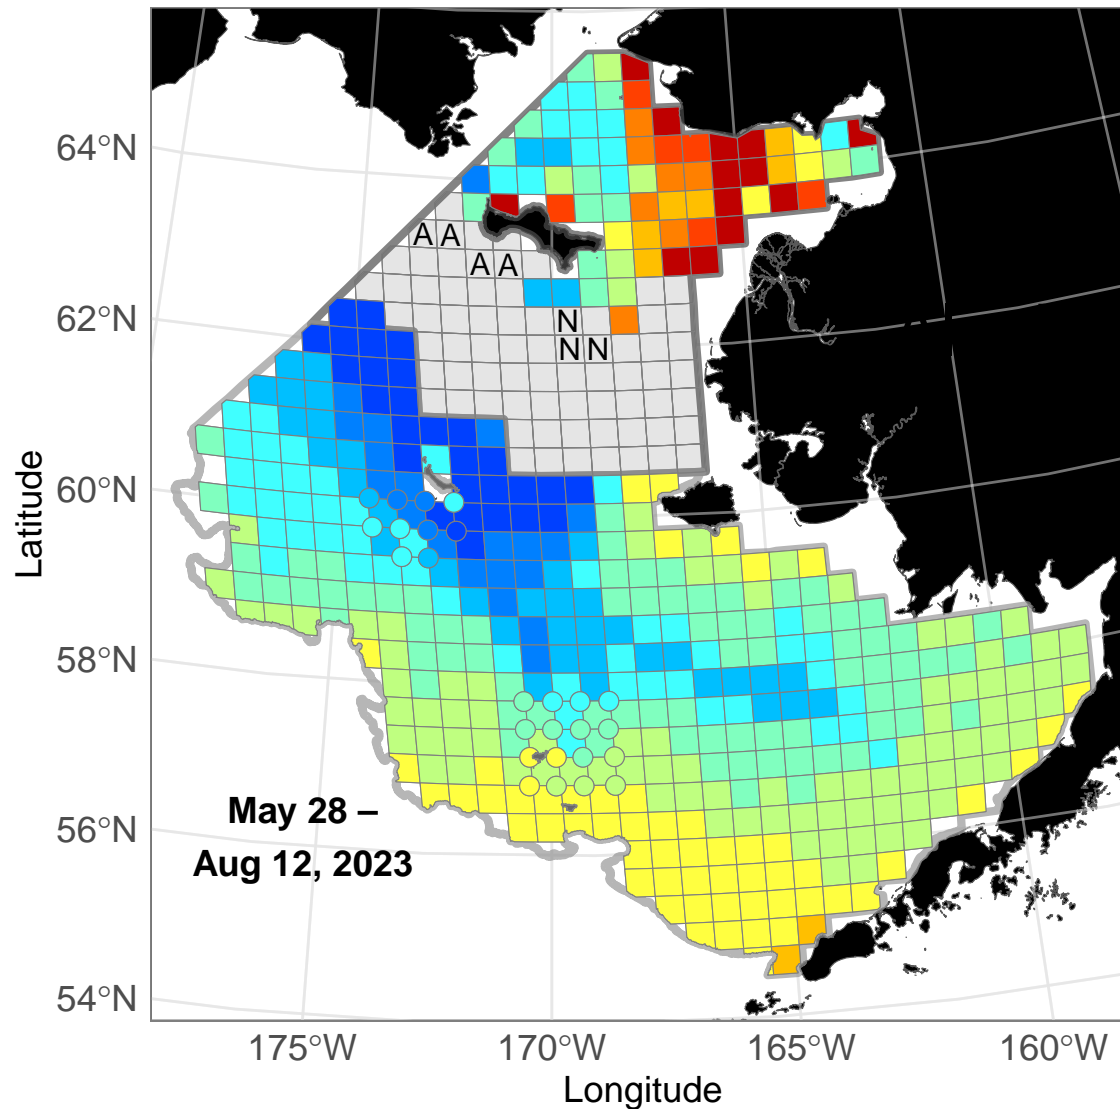 64°N
A A
A A
62°N
N
N N
60°N
Latitude
58°N
May 28 –
56°N
Aug 12, 2023
54°N
175°W 170°W 165°W 160°W
Longitude